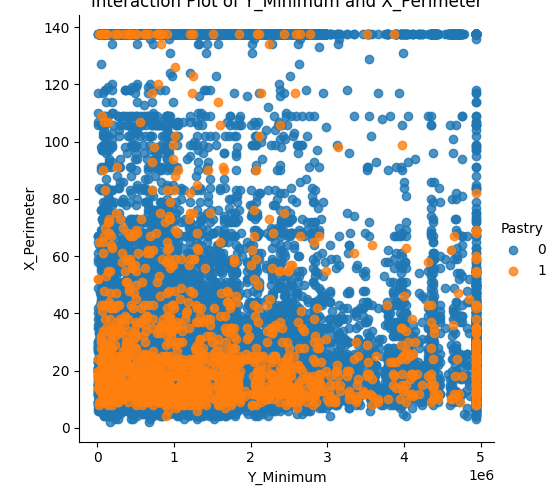 Interaction Plot of Y_Minimum and X_Perimeter
140
120
100
80
60
40
20
0
X_Perimeter
0 1 2 3 4 5
1e6
Y_Minimum
Pastry
0
1